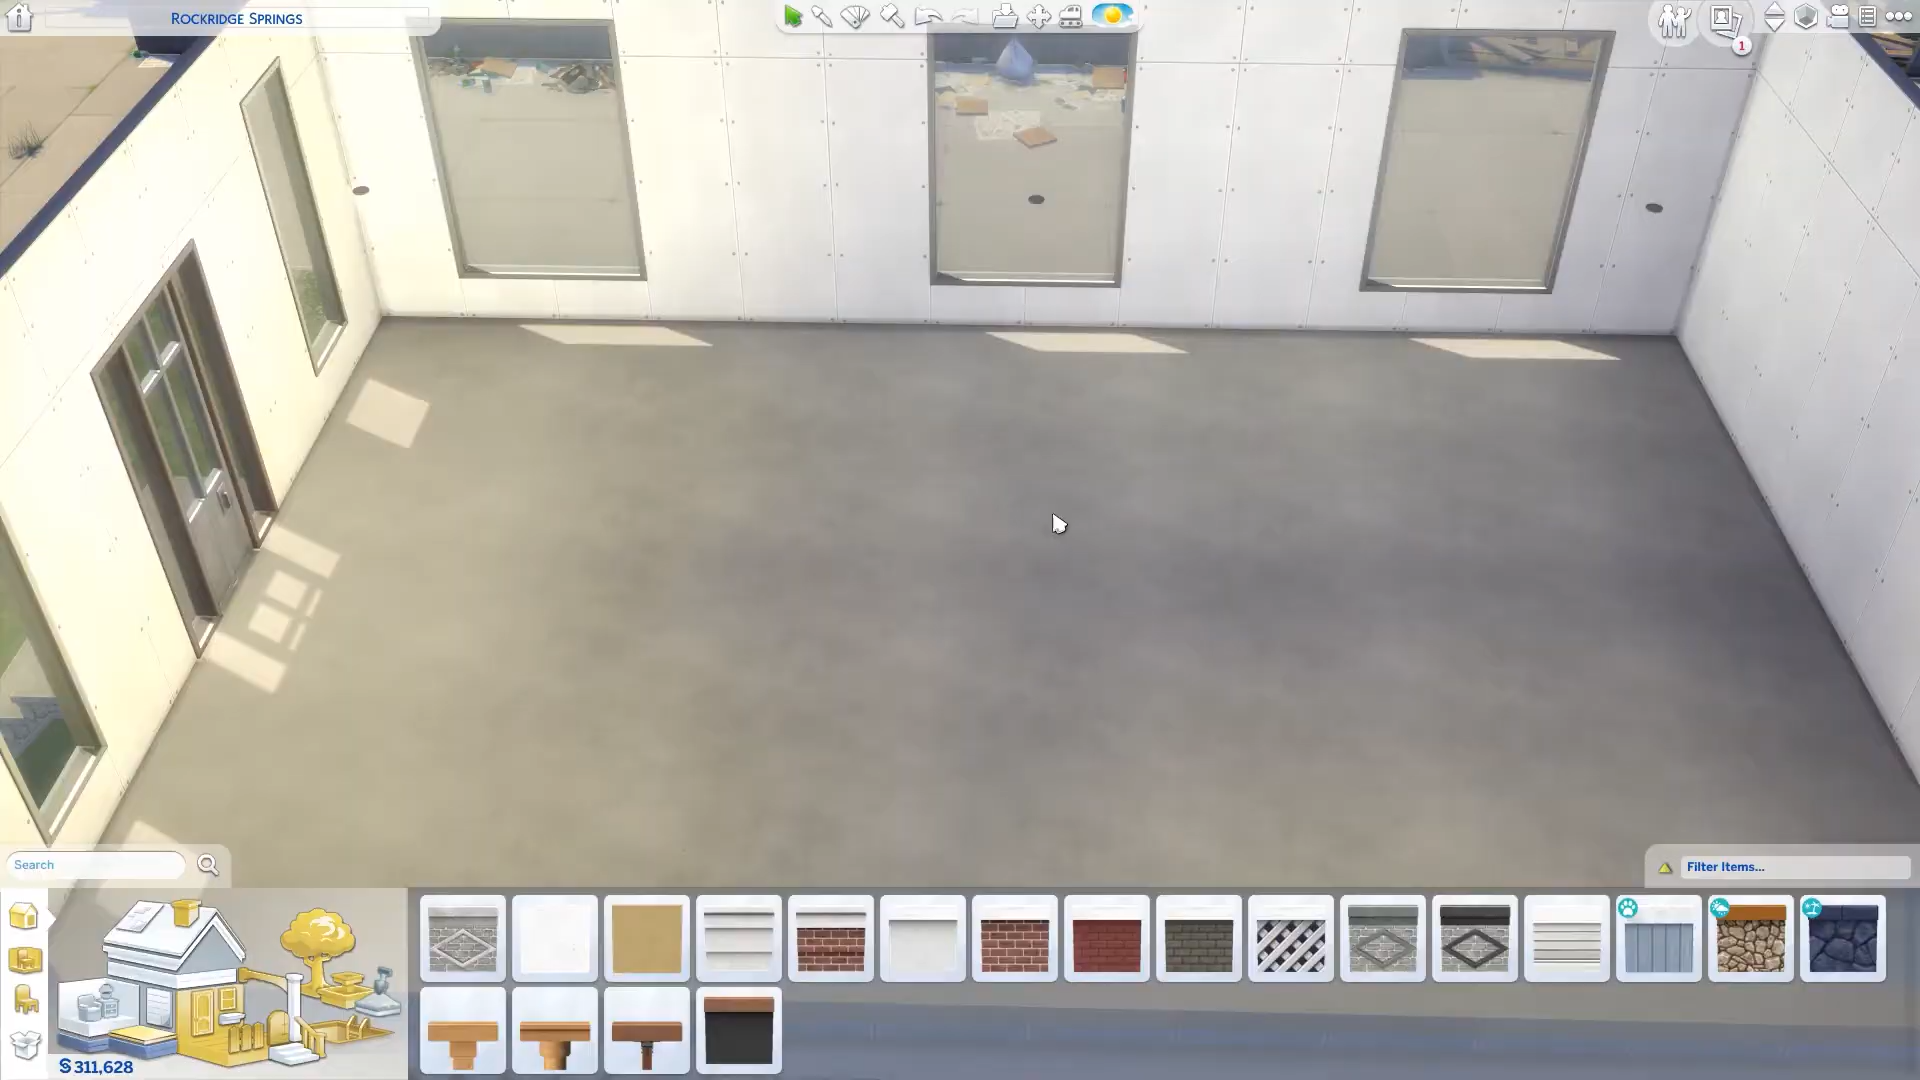 Rockridge Springs
1
Search
Filter Items...
§311,628